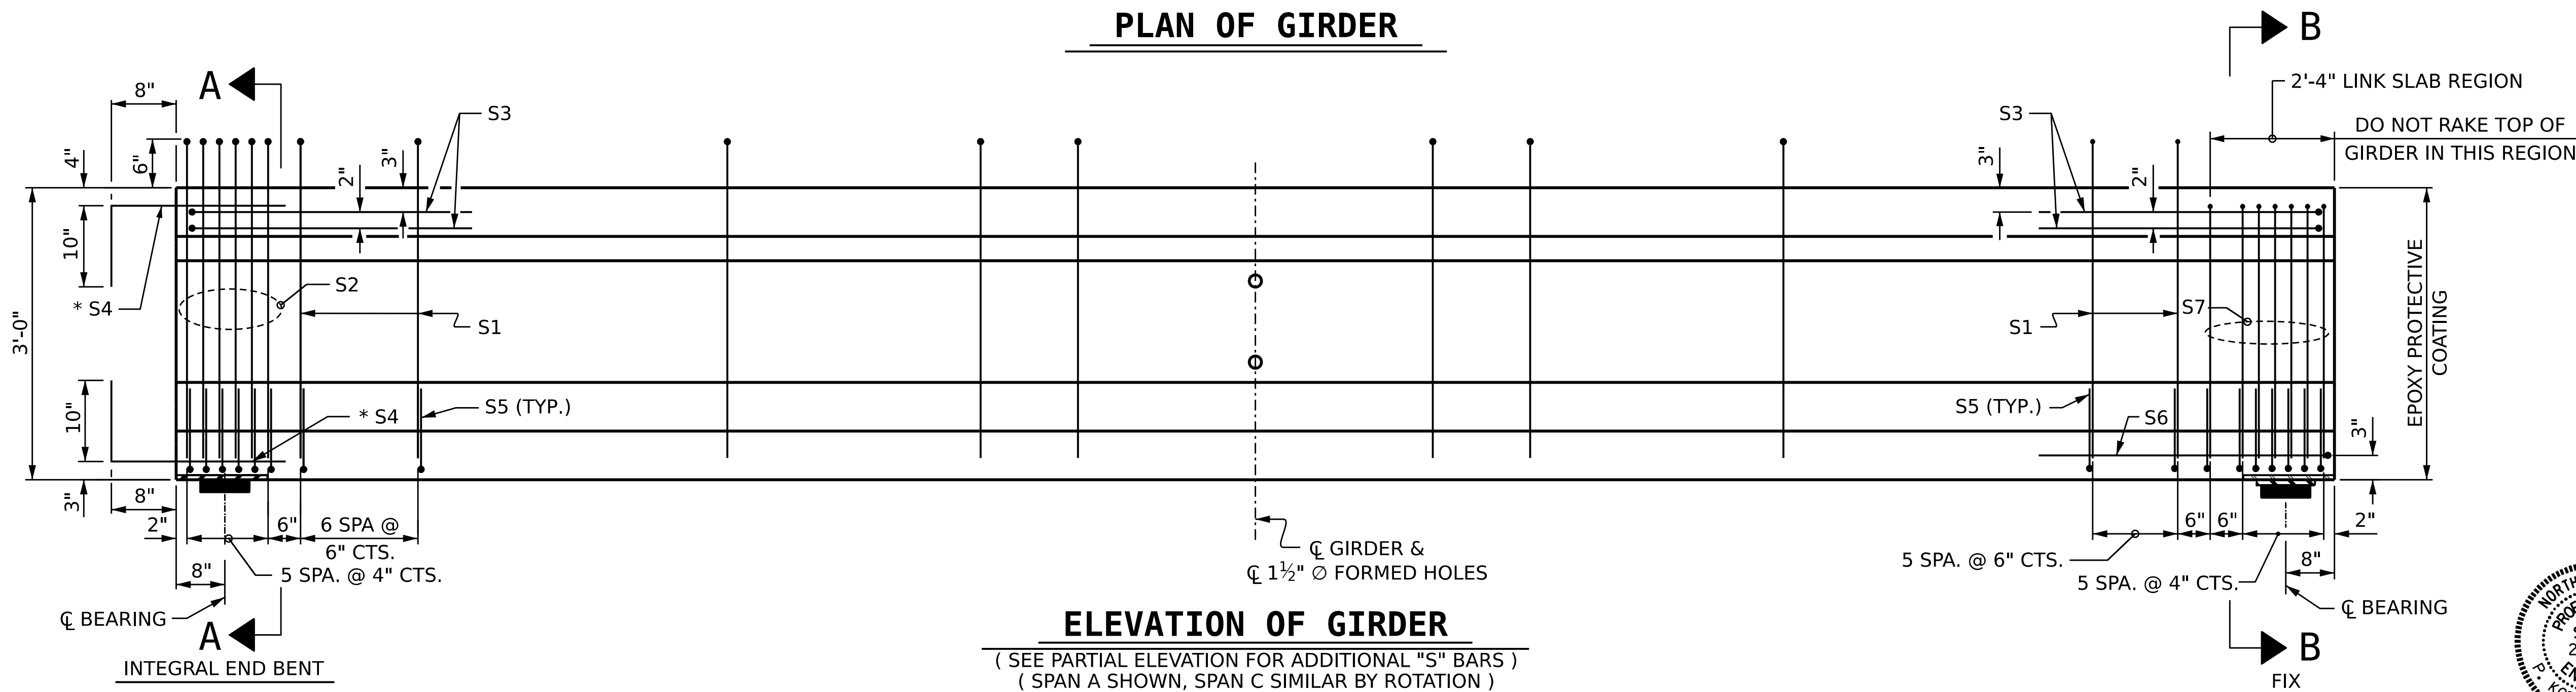 PLAN OF GIRDER
B
A
8"
2'-4" LINK SLAB REGION
S3
S3
DO NOT RAKE TOP OF
GIRDER IN THIS REGION
4"
6"
2"
3"
3"
2"
10"
* S4
S2
S1
S1
S7
3'-0"
EPOXY PROTECTIVE
COATING
10"
* S4
S5 (TYP.)
S5 (TYP.)
S6
3"
3"
8"
2"
6"
6 SPA @
6" CTS.
5 SPA. @ 4" CTS.
8"
℄ BEARING
A
INTEGRAL END BENT
℄ GIRDER &
℄ 1½" ∅ FORMED HOLES
6"
6"
2"
5 SPA. @ 6" CTS.
5 SPA. @ 4" CTS.
8"
℄ BEARING
B
FIX
ELEVATION OF GIRDER
( SEE PARTIAL ELEVATION FOR ADDITIONAL "S" BARS )
( SPAN A SHOWN, SPAN C SIMILAR BY ROTATION )
NORTH